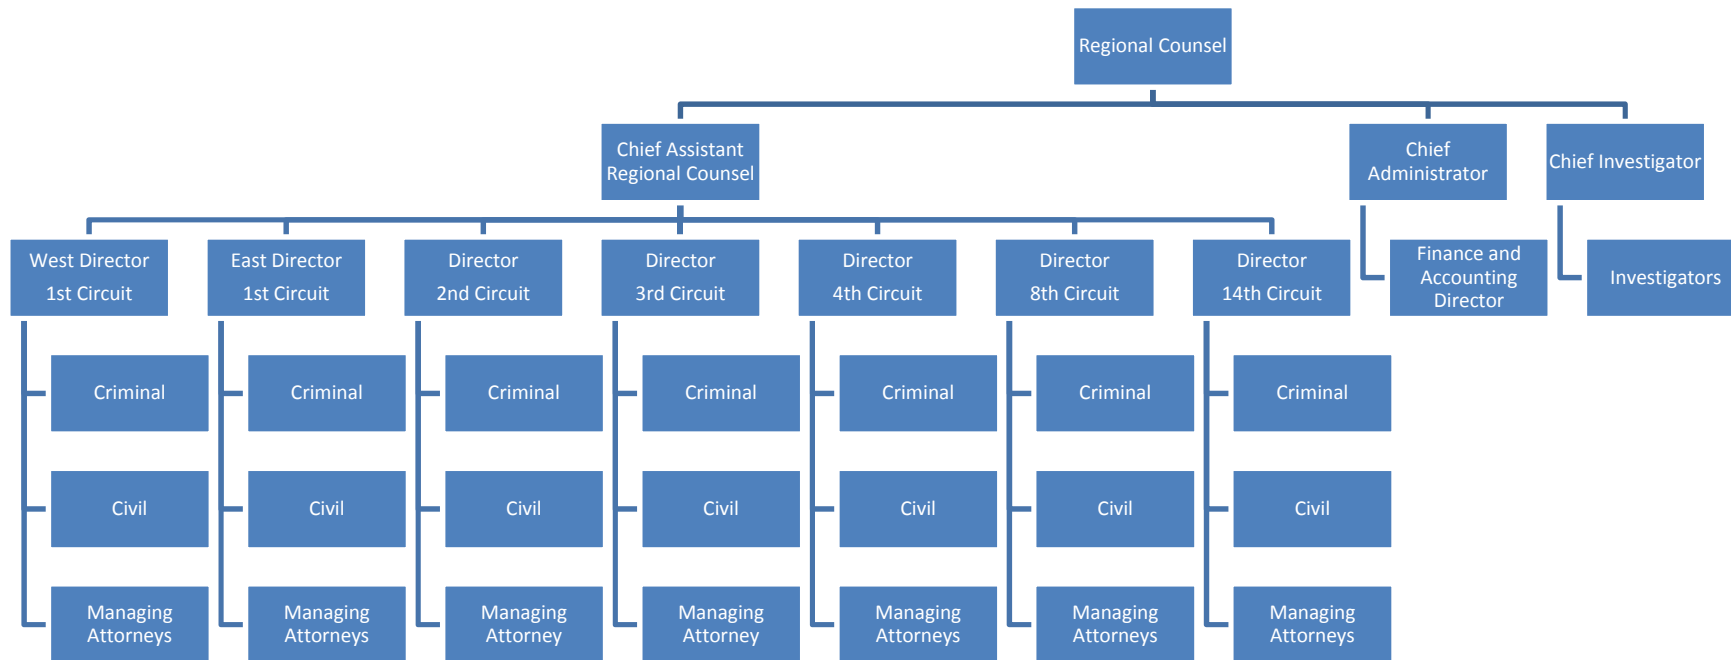 Regional Counsel
Chief Assistant
Regional Counsel
Chief
Administrator
Chief Investigator
West Director
1st Circuit
East Director
1st Circuit
Director
2nd Circuit
Director
3rd Circuit
Director
4th Circuit
Director
8th Circuit
Director
14th Circuit
Finance and
Accounting
Director
Investigators
Criminal
Criminal
Criminal
Criminal
Criminal
Criminal
Criminal
Civil
Civil
Civil
Civil
Civil
Civil
Civil
Managing
Attorneys
Managing
Attorneys
Managing
Attorney
Managing
Attorney
Managing
Attorneys
Managing
Attorneys
Managing
Attorneys